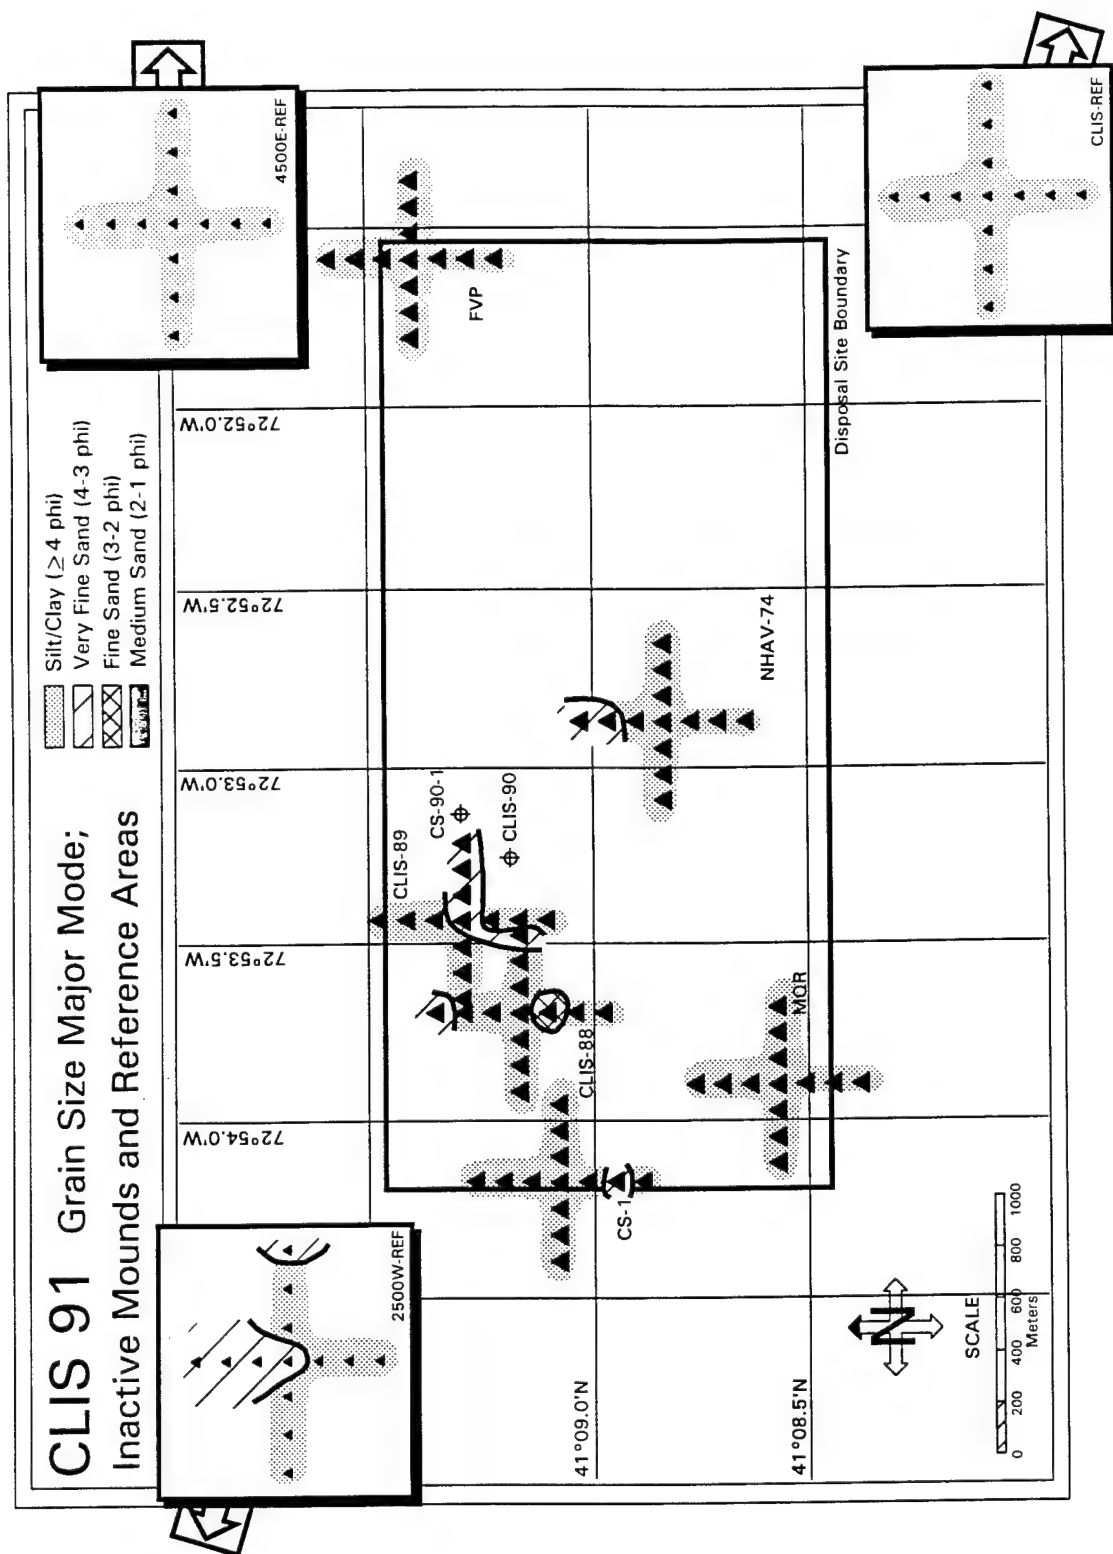 CLIS 91 Grain Size Major Mode;
Inactive Mounds and Reference Areas
Silt/Clay (≥4 phi)
Very Fine Sand (4-3 phi)
Fine Sand (3-2 phi)
Medium Sand (2-1 phi)
2500W-REF
4500E-REF
72°54.0'W
72°53.5'W
72°53.0'W
72°52.5'W
72°52.0'W
CLIS-89
CS-90-1
CLIS-90
FVP
41°09.0'N
CS-1
CLIS-88
NHAV-74
MQR
41°08.5'N
Disposal Site Boundary
N
SCALE
0 200 400 600 800 1000
Meters
CLIS-REF